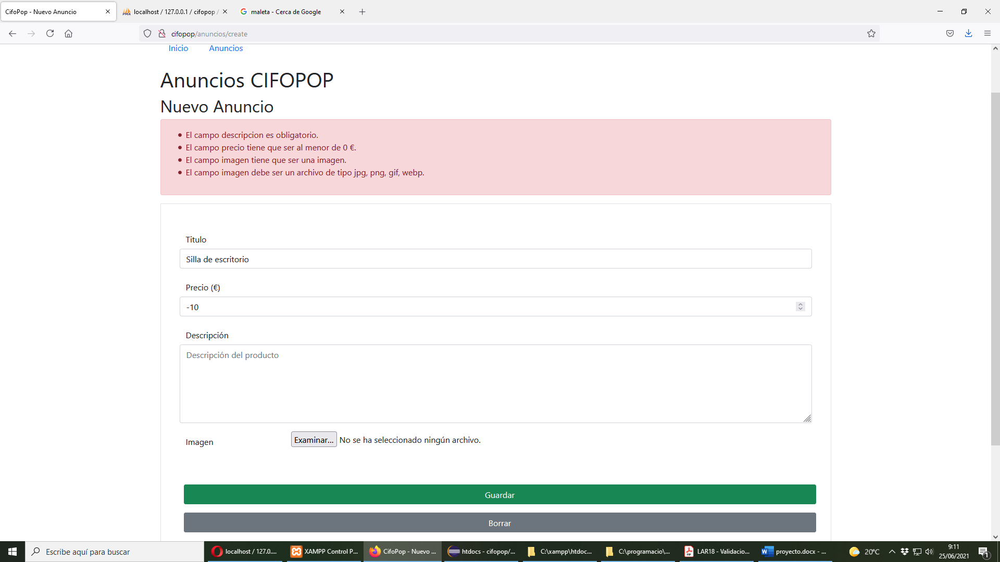 CifoPop - Nuevo Anuncio
localhost / 127.0.0.1 / cifopop /
maleta - Cerca de Google
cifopop/anuncios/create
Inicio Anuncios
Anuncios CIFOPOP
Nuevo Anuncio
El campo descripcion es obligatorio.
El campo precio tiene que ser al menor de 0 €.
El campo imagen tiene que ser una imagen.
El campo imagen debe ser un archivo de tipo jpg, png, gif, webp.
Titulo
Silla de escritorio
Precio (€)
-10
Descripción
Descripción del producto
Imagen
Examinar... No se ha seleccionado ningún archivo.
Guardar
Borrar
Escribe aquí para buscar
localhost / 127.0....
XAMPP Control P...
CifoPop - Nuevo ...
htdocs - cifopop/...
C:\xampp\htdoc...
C:\programacio\...
LAR18 - Validacio...
proyecto.docx - ...
20°C
9:11
25/06/2021
1